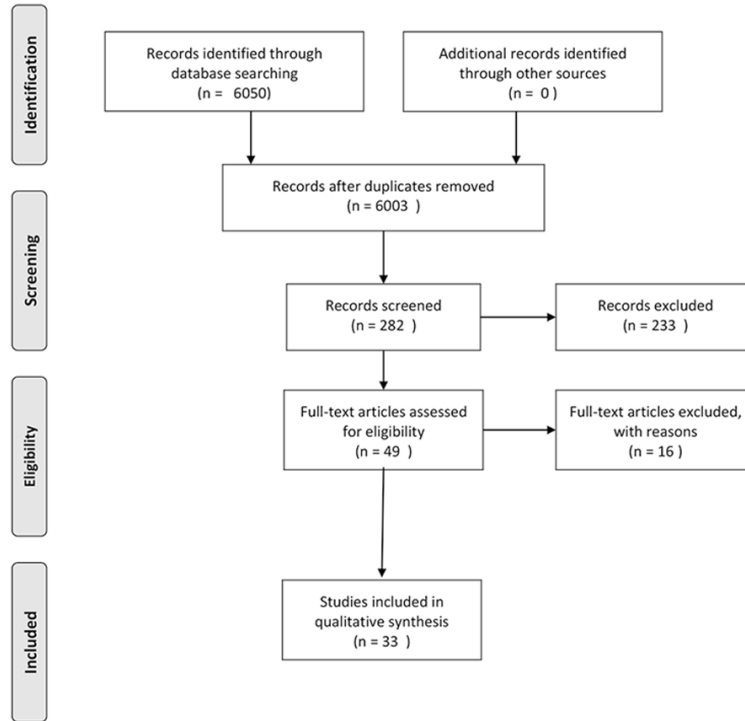 Identification
Records identified through
database searching
(n = 6050)
Additional records identified
through other sources
(n = 0 )
Records after duplicates removed
(n = 6003 )
Screening
Records screened
(n = 282 )
Records excluded
(n = 233 )
Eligibility
Full-text articles assessed
for eligibility
(n = 49 )
Full-text articles excluded,
with reasons
(n = 16 )
Included
Studies included in
qualitative synthesis
(n = 33 )